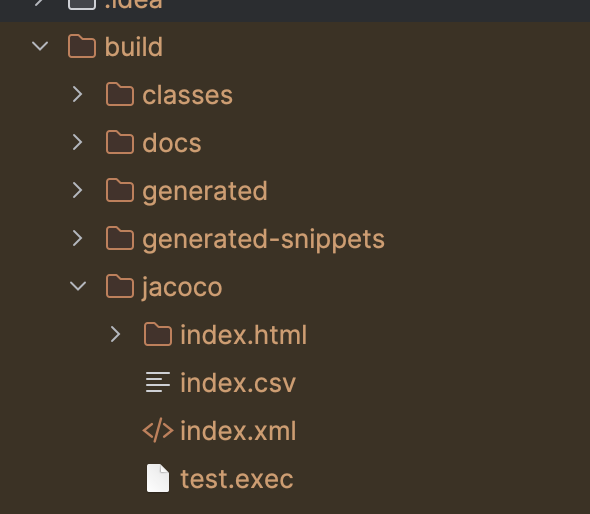 .idea
build
classes
docs
generated
generated-snippets
jacoco
index.html
index.csv
index.xml
test.exec